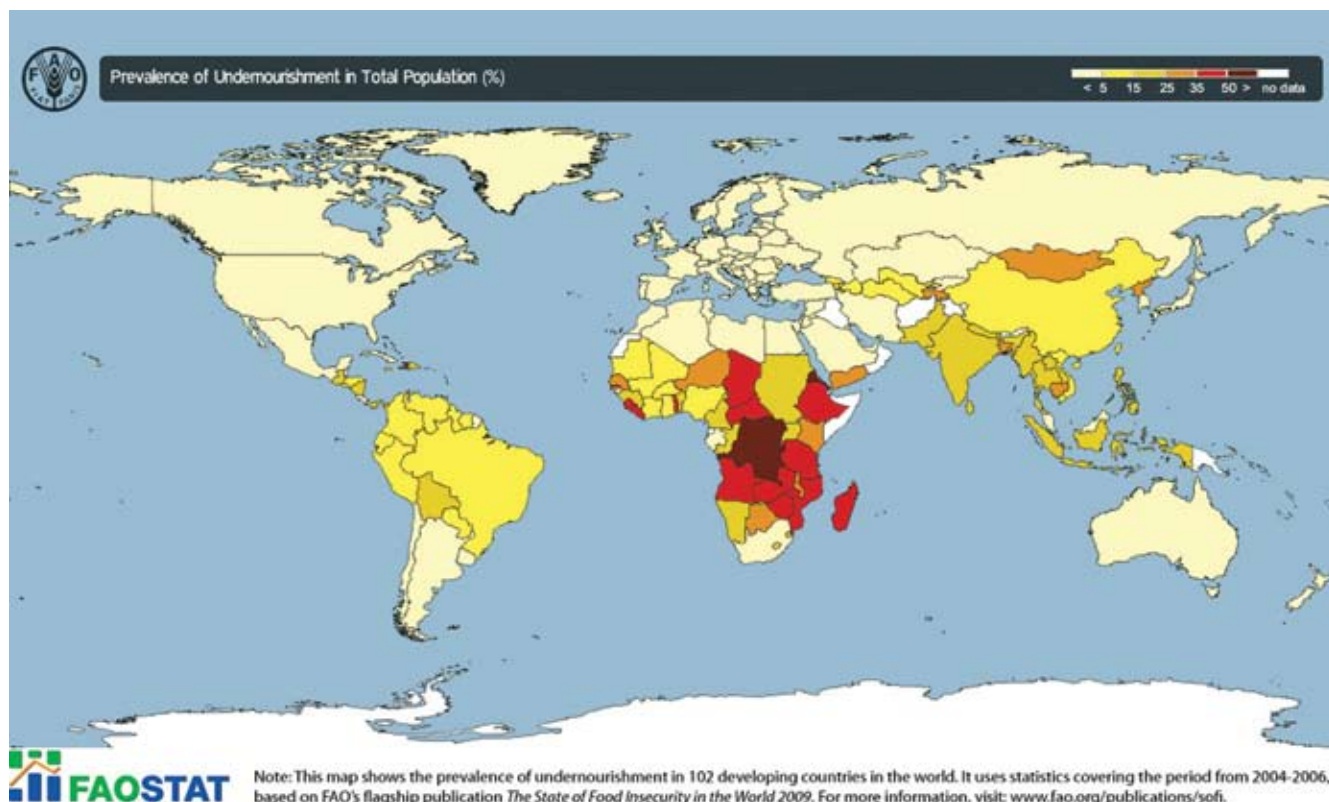 FAO
FIAT PANIS
Prevalence of Undernourishment in Total Population (%)
< 5 15 25 35 50 > no data
FAOSTAT
Note: This map shows the prevalence of undernourishment in 102 developing countries in the world. It uses statistics covering the period from 2004-2006,
based on FAO's flagship publication The State of Food Insecurity in the World 2009. For more information, visit: www.fao.org/publications/sofi.